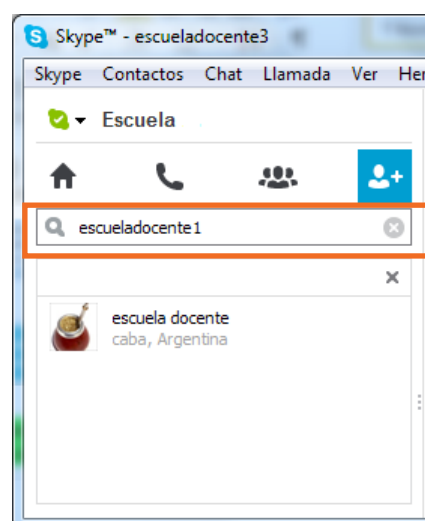 Skype™ - escueladocente3
Skype Contactos Chat Llamada Ver
Escuela
escueladocente1
escuela docente
caba, Argentina